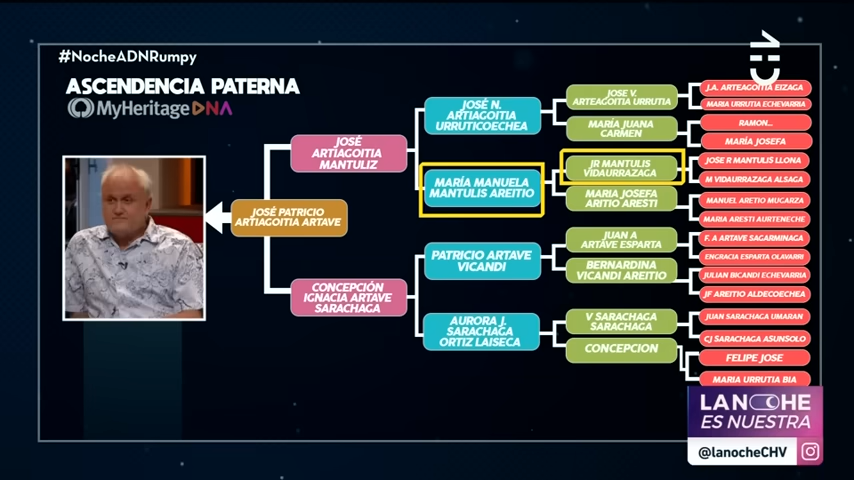 #NocheADNRumpy
CHV
ASCENDENCIA PATERNA
MyHeritage DNA
JOSÉ PATRICIO
ARTIAGOITIA ARTAVE
JOSÉ
ARTIAGOITIA
MANTULIZ
CONCEPCIÓN
IGNACIA ARTAVE
SARACHAGA
JOSÉ N.
ARTIAGOITIA
URRUTICOECHEA
MARÍA MANUELA
MANTULIS AREITIO
PATRICIO ARTAVE
VICANDI
AURORA J.
SARACHAGA
ORTIZ LAISECA
JOSE V.
ARTEAGOITIA URRUTIA
MARÍA JUANA
CARMEN
JR MANTULIS
VIDAURRAZAGA
MARIA JOSEFA
ARITIO ARESTI
JUAN A
ARTAVE ESPARTA
BERNARDINA
VICANDI AREITIO
V SARACHAGA
SARACHAGA
CONCEPCION
J.A. ARTEAGOITIA EIZAGA
MARIA URRUTIA ECHEVARRIA
RAMON...
MARÍA JOSEFA
JOSE R MANTULIS LLONA
M VIDAURRAZAGA ALSAGA
MANUEL ARETIO MUGARZA
MARIA ARESTI AURTENECHE
F. A ARTAVE SAGARMINAGA
ENGRACIA ESPARTA OLAVARRI
JULIAN BICANDI ECHEVARRIA
JF AREITIO ALDECOECHEA
JUAN SARACHAGA UMARAN
CJ SARACHAGA ASUNSOLO
FELIPE JOSE
MARIA URRUTIA BIA
LA NOCHE
ES NUESTRA
@lanocheCHV